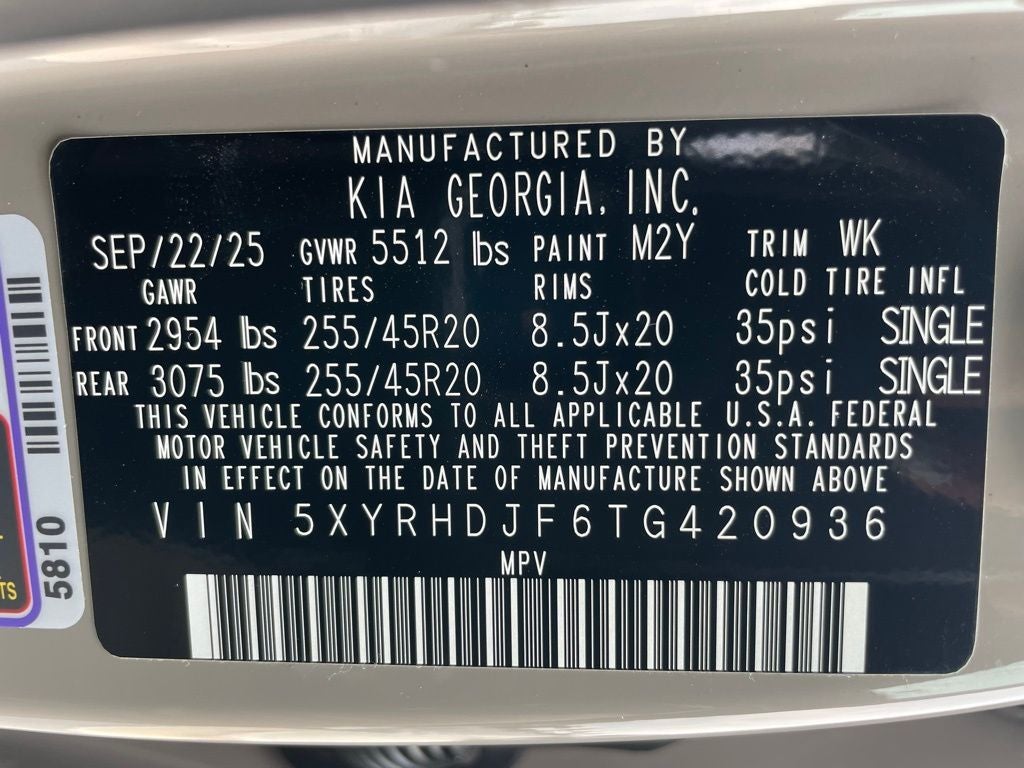 MANUFACTURED BY
KIA GEORGIA, INC.
SEP/22/25 GVWR 5512 lbs PAINT M2Y TRIM WK
GAWR TIRES RIMS COLD TIRE INFL
FRONT 2954 lbs 255/45R20 8.5Jx20 35psi SINGLE
REAR 3075 lbs 255/45R20 8.5Jx20 35psi SINGLE
THIS VEHICLE CONFORMS TO ALL APPLICABLE U.S.A. FEDERAL
MOTOR VEHICLE SAFETY AND THEFT PREVENTION STANDARDS
IN EFFECT ON THE DATE OF MANUFACTURE SHOWN ABOVE
VIN 5XYRHDJF6TG420936
MPV
5810
TS